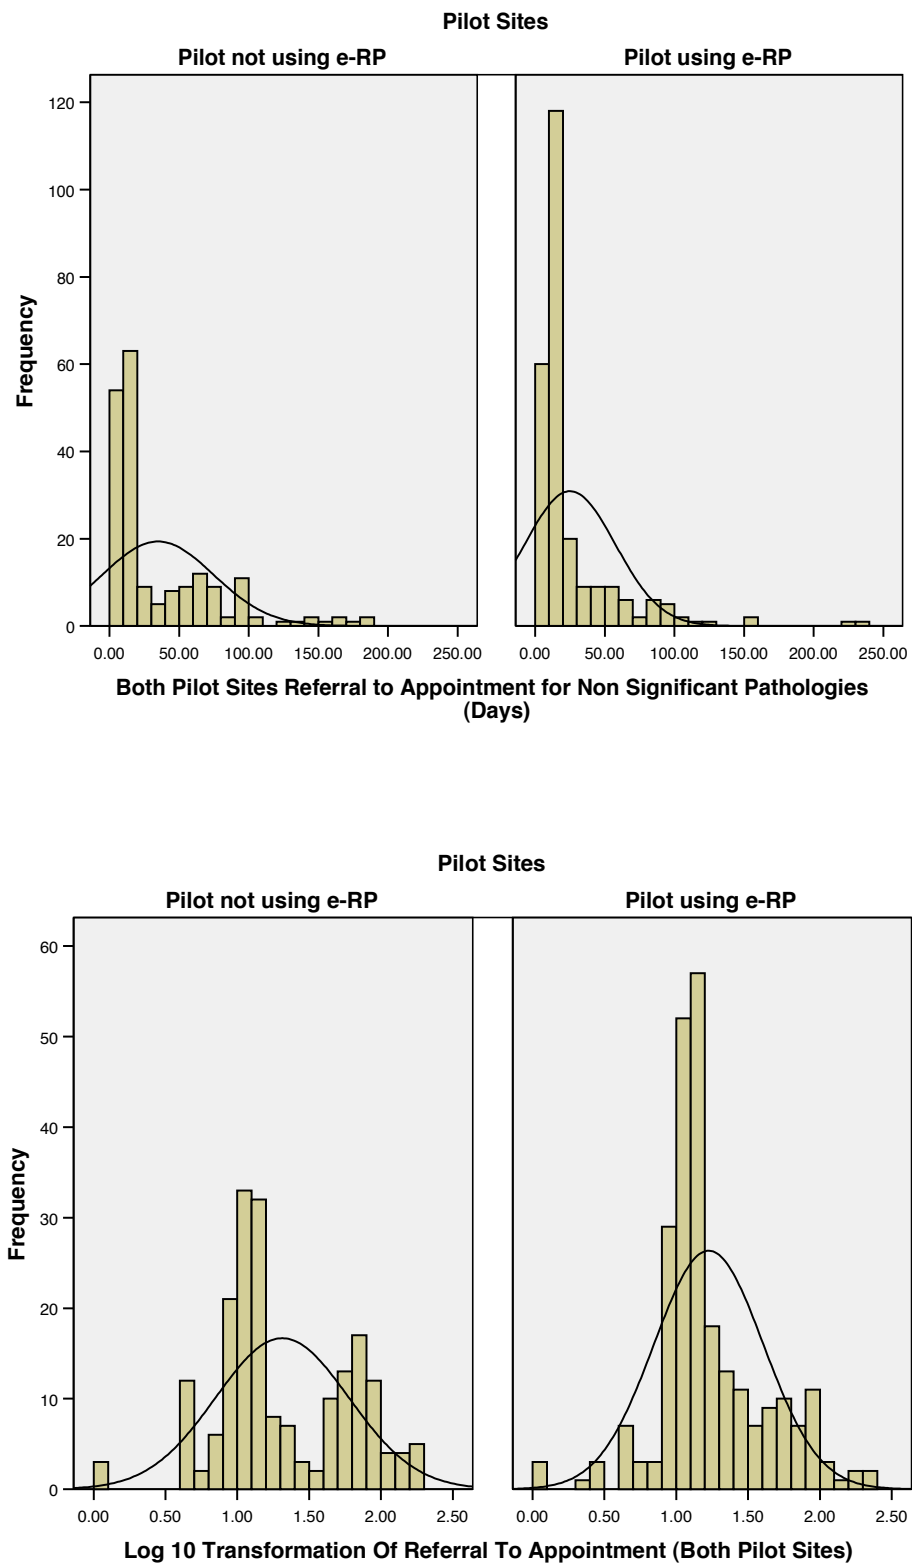 Pilot Sites
Pilot not using e-RP
Pilot using e-RP
120
100
80
60
40
20
0
Frequency
0.00 50.00 100.00 150.00 200.00 250.00
0.00 50.00 100.00 150.00 200.00 250.00
Both Pilot Sites Referral to Appointment for Non Significant Pathologies
(Days)
Pilot Sites
Pilot not using e-RP
Pilot using e-RP
60
50
40
30
20
10
0
Frequency
0.00 0.50 1.00 1.50 2.00 2.50
0.00 0.50 1.00 1.50 2.00 2.50
Log 10 Transformation Of Referral To Appointment (Both Pilot Sites)